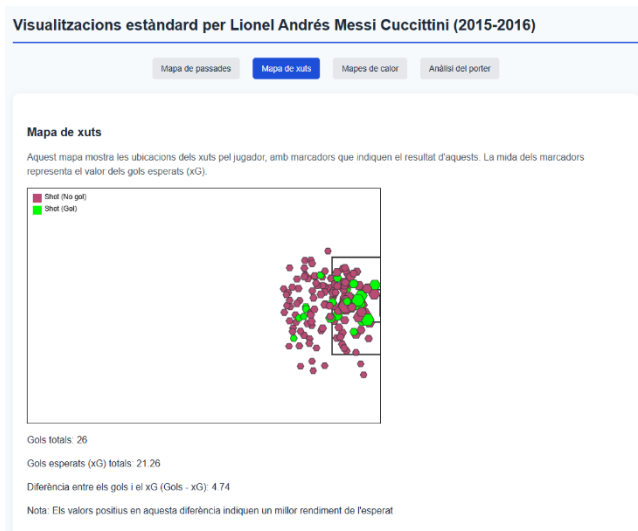 Visualitzacions estàndard per Lionel Andrés Messi Cuccittini (2015-2016)
Mapa de passades
Mapa de xuts
Mapes de calor
Anàlisi del porter
Mapa de xuts
Aquest mapa mostra les ubicacions dels xuts pel jugador, amb marcadors que indiquen el resultat d'aquests. La mida dels marcadors
representa el valor dels gols esperats (xG).
Shot (No gol)
Shot (Gol)
Gols totals: 26
Gols esperats (xG) totals: 21.26
Diferència entre els gols i el xG (Gols - xG): 4.74
Nota: Els valors positius en aquesta diferència indiquen un millor rendiment de l'esperat